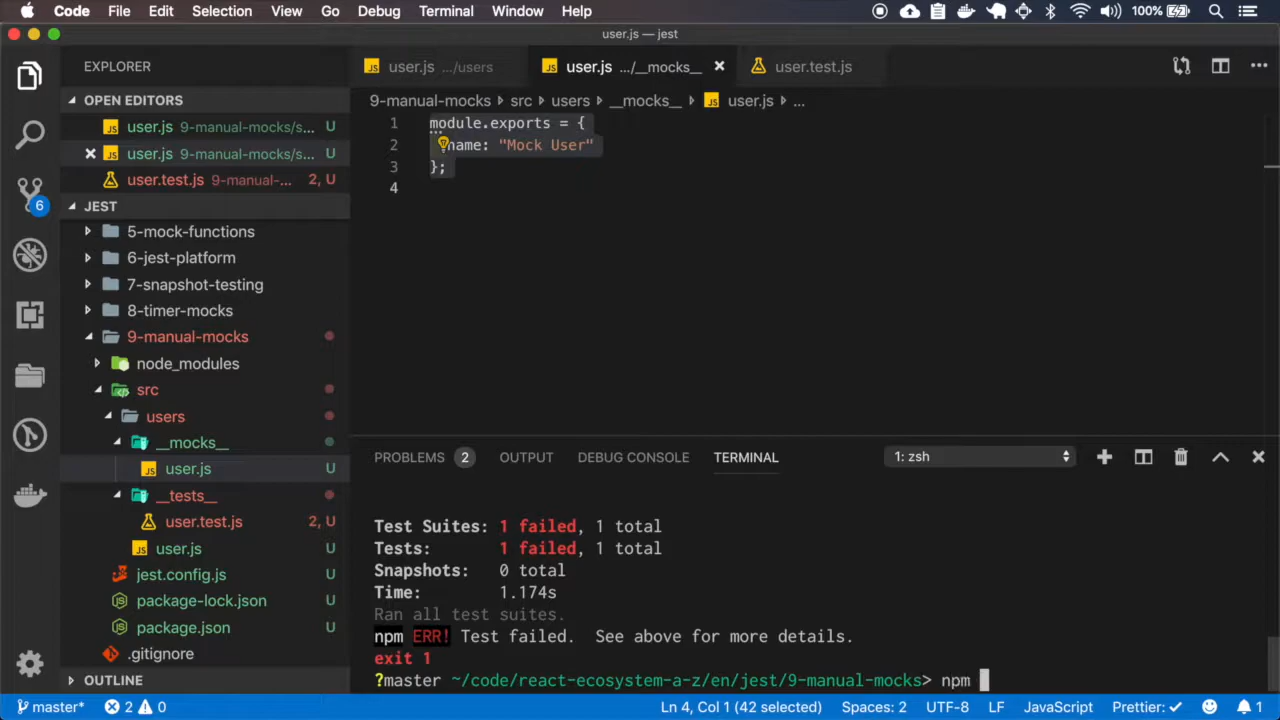 Code File Edit Selection View Go Debug Terminal Window Help 100%
user.js — jest
EXPLORER
OPEN EDITORS
user.js 9-manual-mocks/s... U
user.js 9-manual-mocks/s... U
user.test.js 9-manual-... 2, U
JEST
5-mock-functions
6-jest-platform
7-snapshot-testing
8-timer-mocks
9-manual-mocks
node_modules
src
users
__mocks__
user.js U
__tests__
user.test.js 2, U
user.js U
jest.config.js U
package-lock.json U
package.json U
.gitignore
OUTLINE
6
JS user.js .../users
JS user.js .../__mocks__
user.test.js
9-manual-mocks src users __mocks__ JS user.js ...
1 module.exports = {
2 name: "Mock User"
3 };
4
PROBLEMS 2 OUTPUT DEBUG CONSOLE TERMINAL 1: zsh
Test Suites: 1 failed, 1 total
Tests: 1 failed, 1 total
Snapshots: 0 total
Time: 1.174s
Ran all test suites.
npm ERR! Test failed. See above for more details.
exit 1
?master ~/code/react-ecosystem-a-z/en/jest/9-manual-mocks> npm
master* 2 0 Ln 4, Col 1 (42 selected) Spaces: 2 UTF-8 LF JavaScript Prettier: ✓ 1